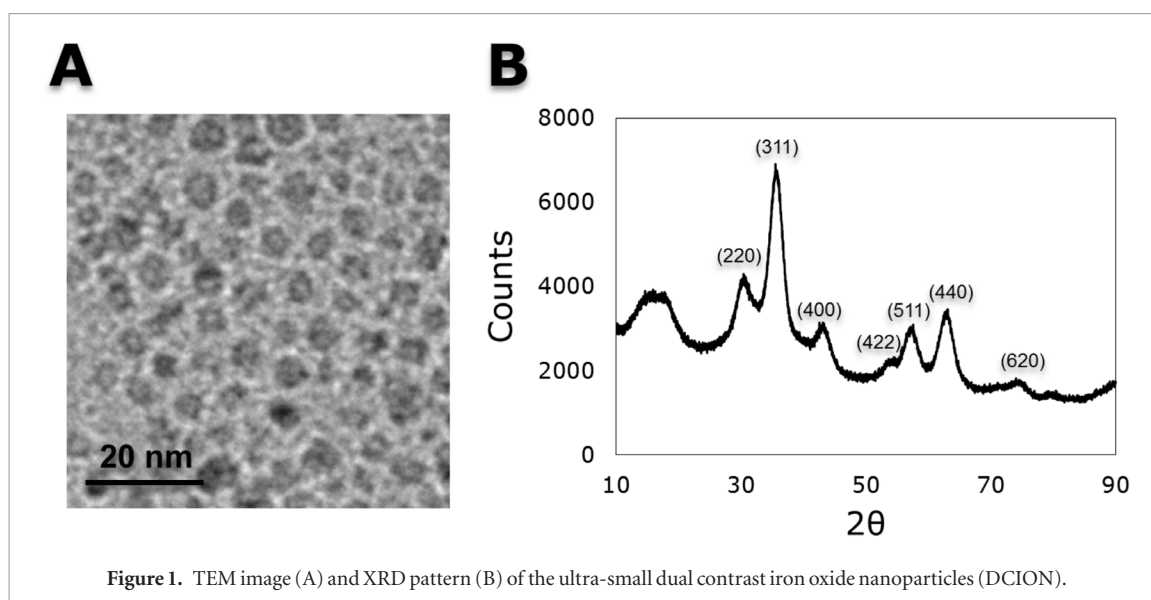 A
B
20 nm
8000
6000
4000
2000
0
Counts
(220)
(311)
(400)
(422)
(511)
(440)
(620)
10 30 50 70 90
2θ
Figure 1. TEM image (A) and XRD pattern (B) of the ultra-small dual contrast iron oxide nanoparticles (DCION).